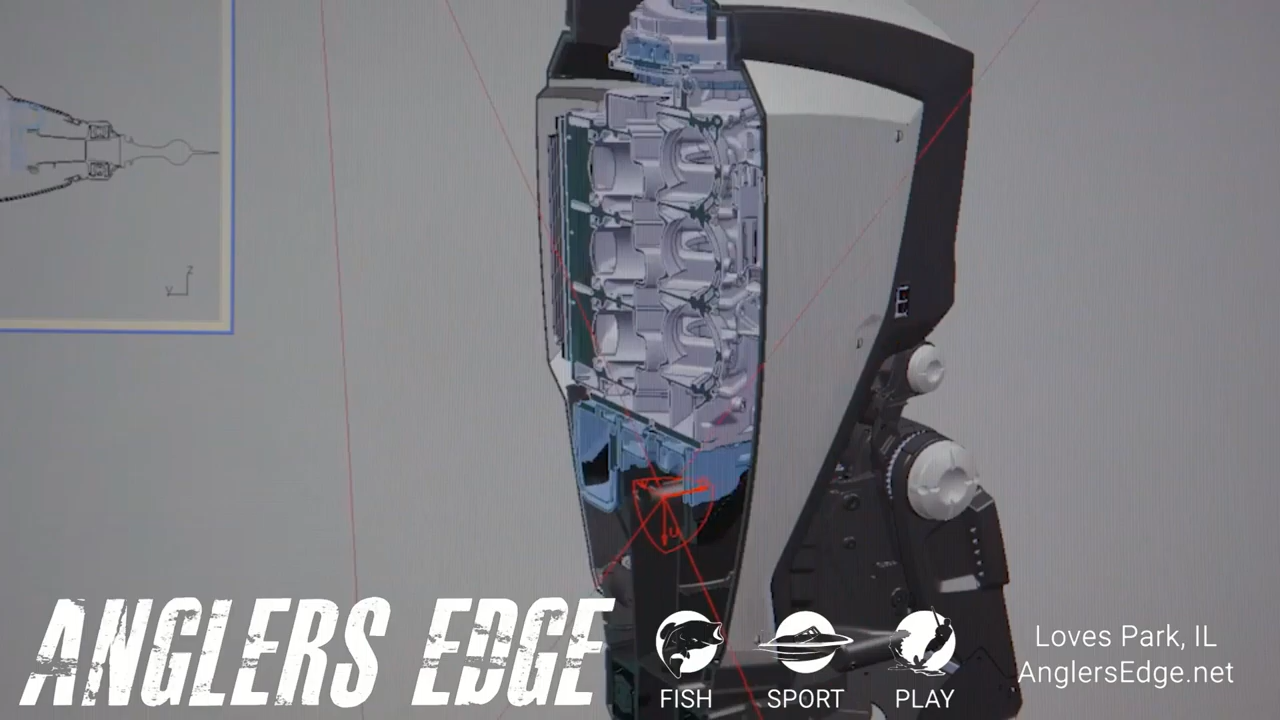 ANGLERS EDGE
FISH
SPORT
PLAY
Loves Park, IL
AnglersEdge.net